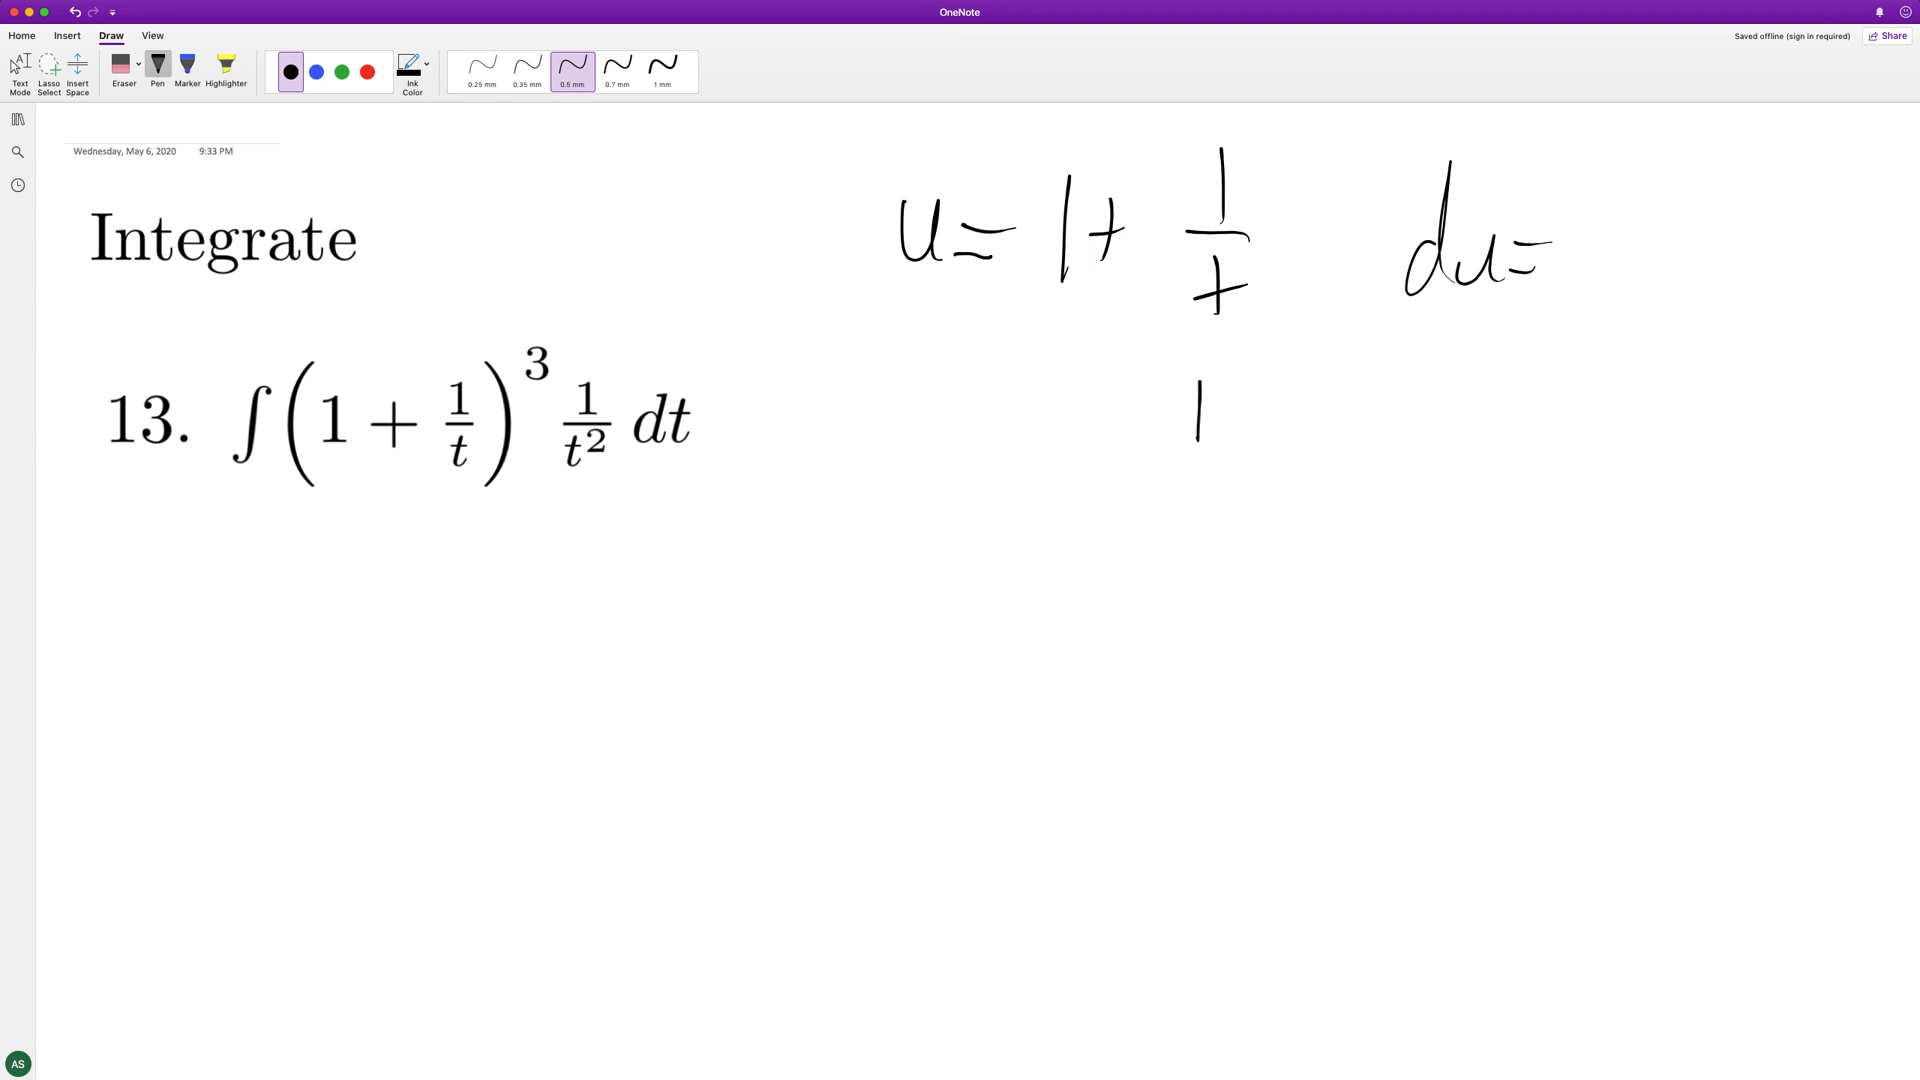 OneNote
Home Insert Draw View
Saved offline (sign in required) Share
Text Mode Lasso Select Insert Space Eraser Pen Marker Highlighter Ink Color 0.25 mm 0.35 mm 0.5 mm 0.7 mm 1 mm
Wednesday, May 6, 2020 9:33 PM
Integrate
u = 1 + 1/t du =
13. ∫(1 + 1/t)³ 1/t² dt
1
AS